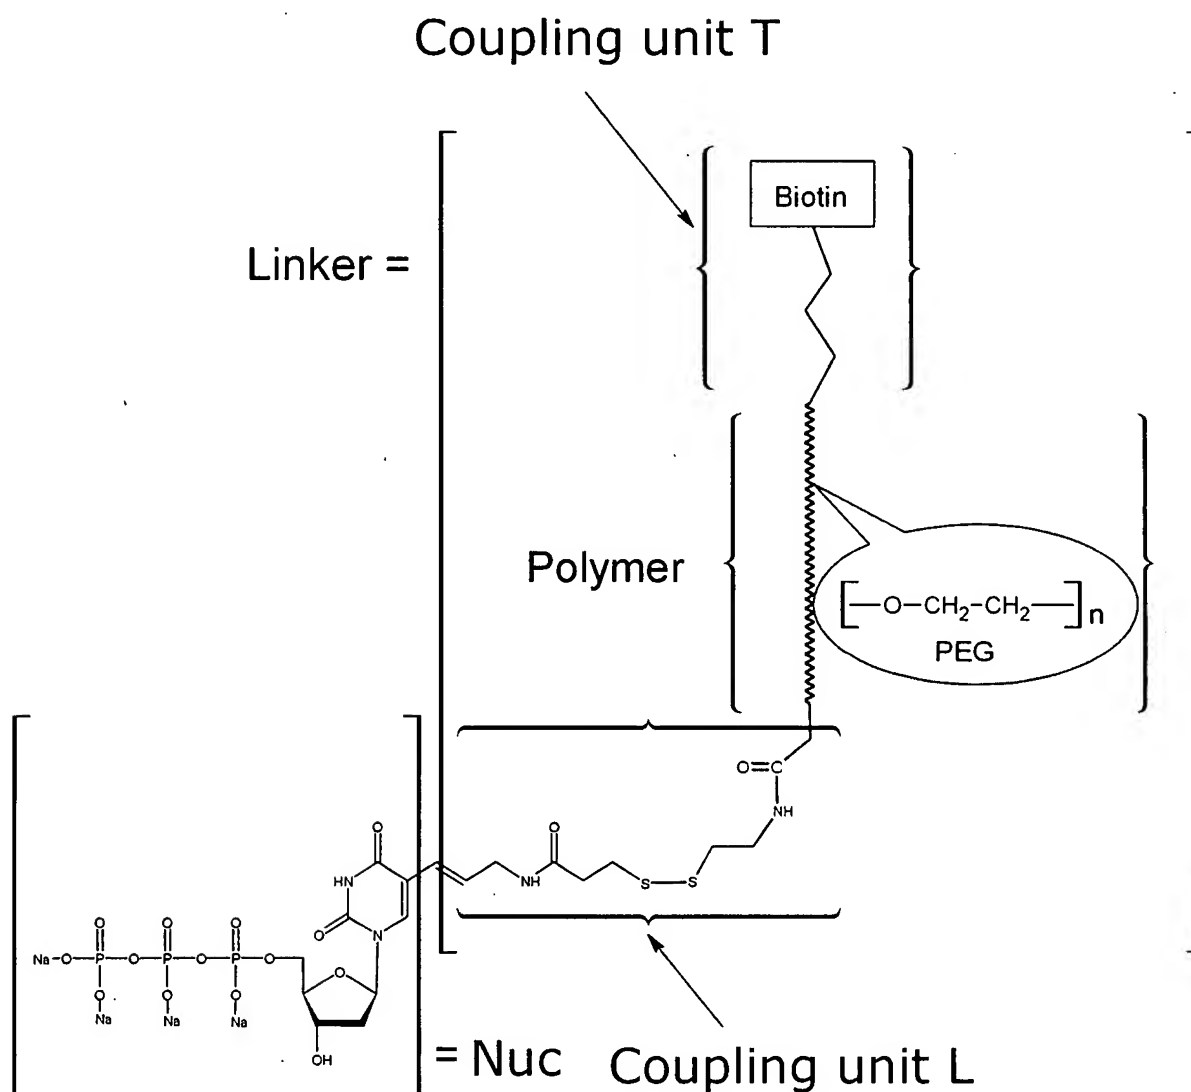 Coupling unit T
Biotin
Linker =
Polymer
[—O—CH₂–CH₂—]n
PEG
O=C
NH
O
O
NH
S—S
HN
O
N
O
O
O
O
Na—O—P—O—P—O—P—O
O
O
O
O
Na
Na
Na
OH
= Nuc
Coupling unit L